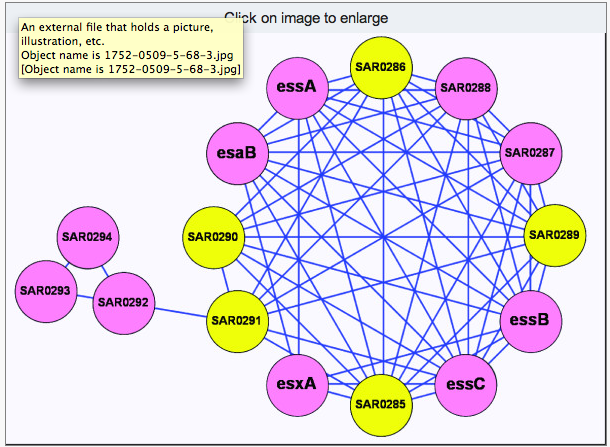 Click on image to enlarge
An external file that holds a picture,
illustration, etc.
Object name is 1752-0509-5-68-3.jpg
[Object name is 1752-0509-5-68-3.jpg]
SAR0286
essA
SAR0288
esaB
SAR0287
SAR0294
SAR0290
SAR0289
SAR0293
SAR0292
SAR0291
essB
esxA
essC
SAR0285